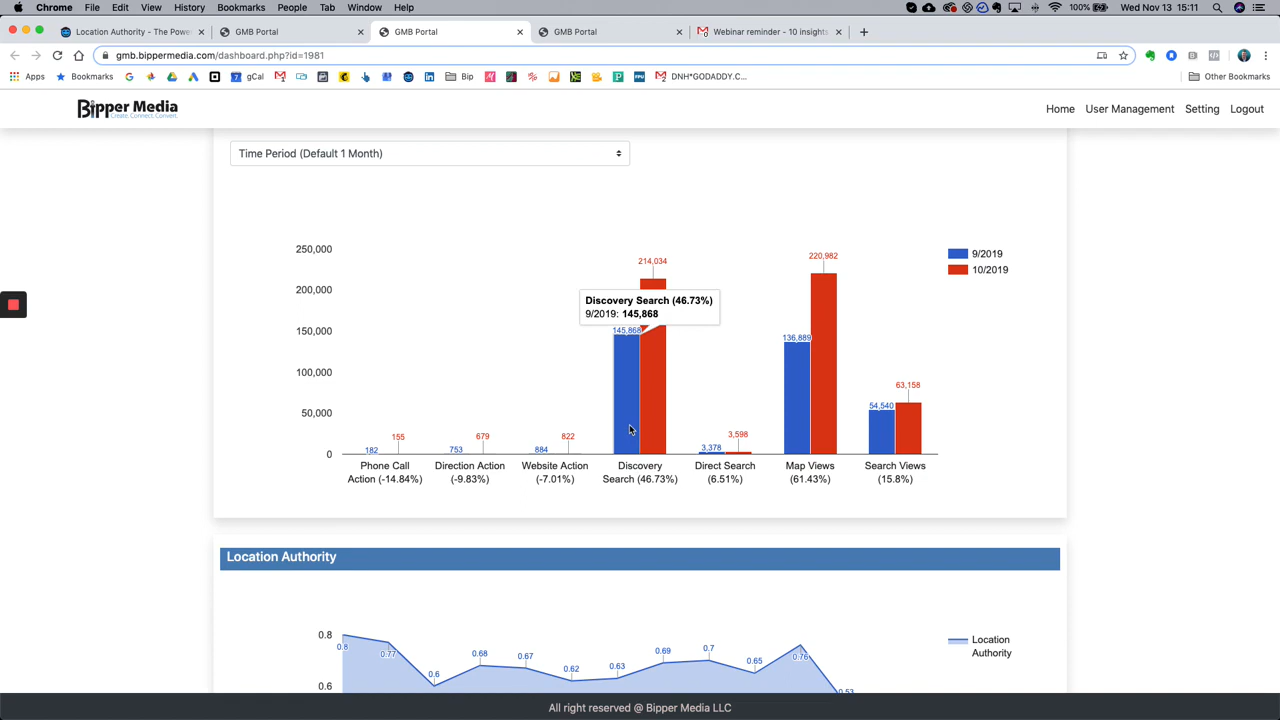 Chrome File Edit View History Bookmarks People Tab Window Help 100% Wed Nov 13 15:11
Location Authority - The Powe GMB Portal GMB Portal GMB Portal Webinar reminder - 10 insights
gmb.bippermedia.com/dashboard.php?id=1981
Apps Bookmarks gCal Bip DNH*GODADDY.C... Other Bookmarks
Bipper Media
Create. Connect. Convert.
Home User Management Setting Logout
Time Period (Default 1 Month)
250,000
200,000
150,000
100,000
50,000
0
182
155
753
679
884
822
145,868
214,034
3,378
3,598
136,889
220,982
54,540
63,158
Discovery Search (46.73%)
9/2019: 145,868
9/2019
10/2019
Phone Call
Action (-14.84%)
Direction Action
(-9.83%)
Website Action
(-7.01%)
Discovery
Search (46.73%)
Direct Search
(6.51%)
Map Views
(61.43%)
Search Views
(15.8%)
Location Authority
0.8
0.6
0.8
0.77
0.6
0.68
0.67
0.62
0.63
0.69
0.7
0.65
0.76
0.53
Location
Authority
All right reserved @ Bipper Media LLC